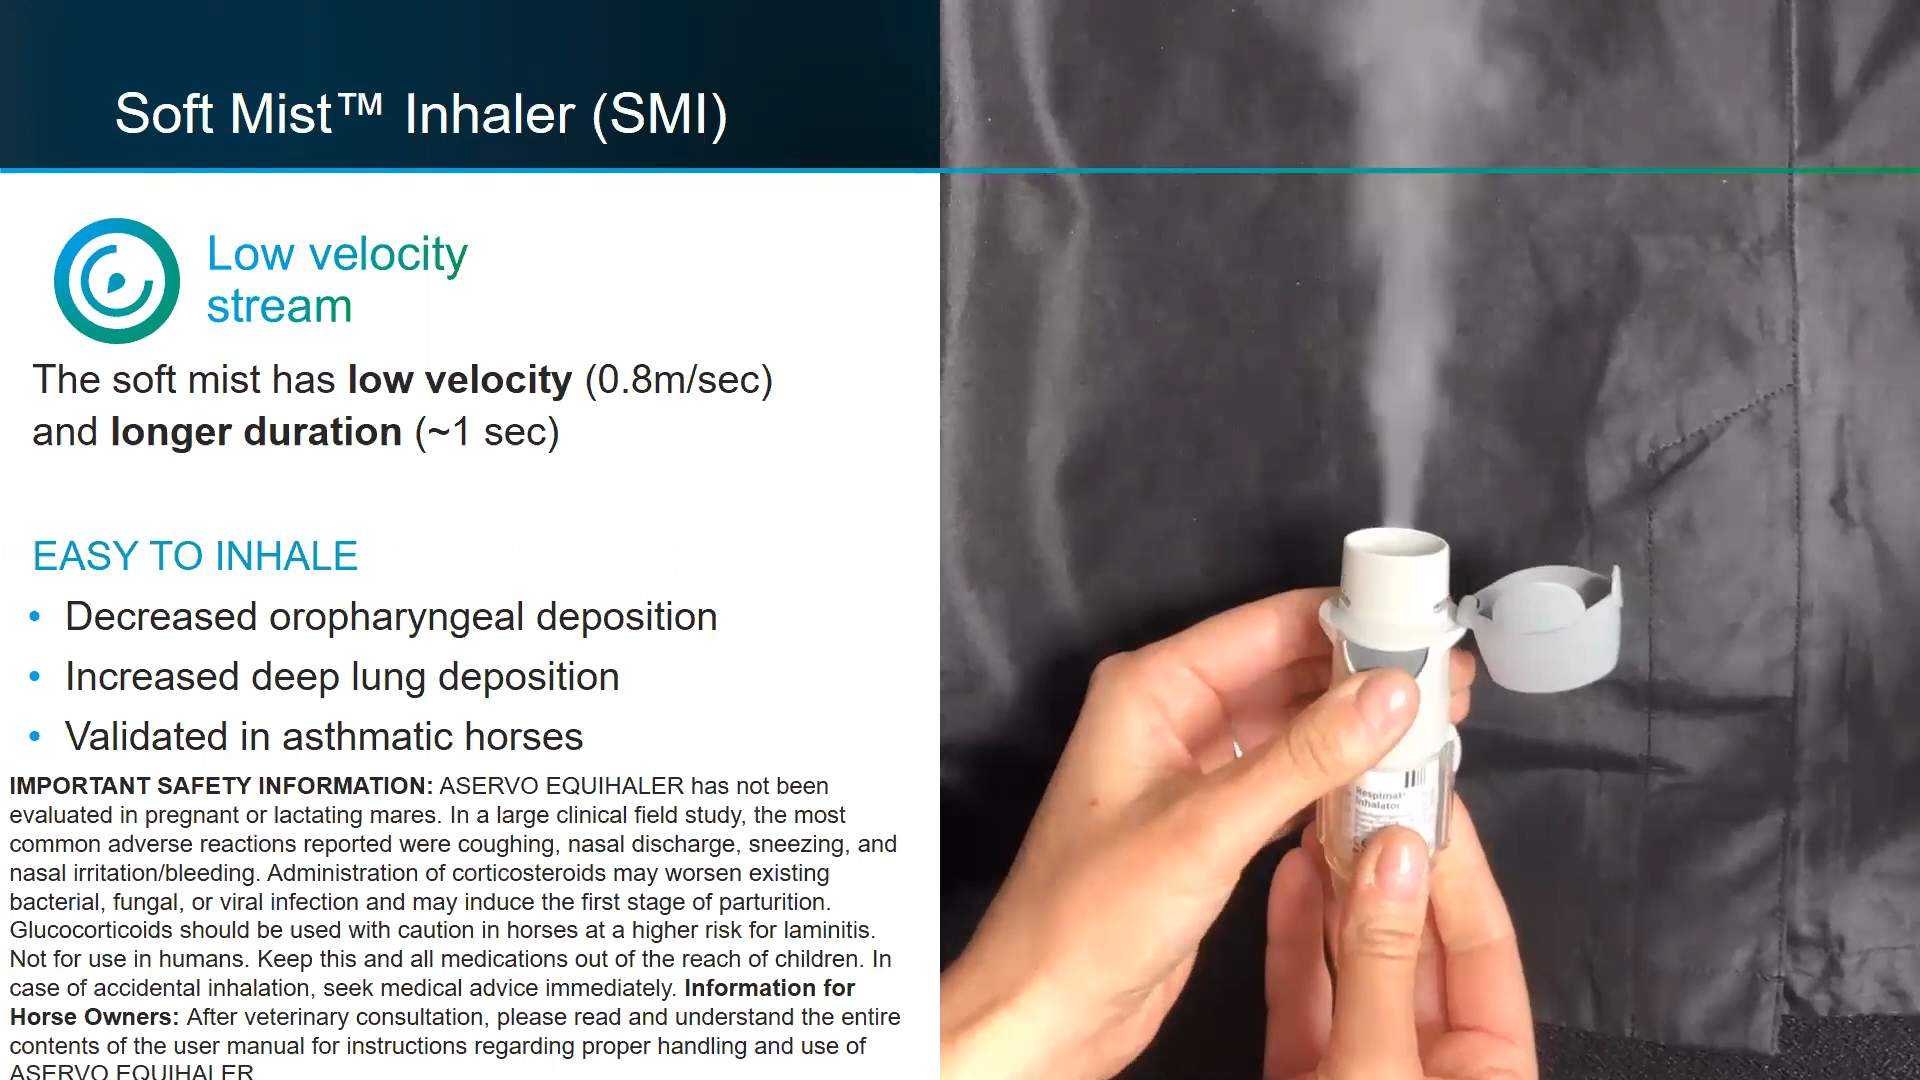 Soft Mist™ Inhaler (SMI)
Low velocity
stream
The soft mist has low velocity (0.8m/sec)
and longer duration (~1 sec)
EASY TO INHALE
• Decreased oropharyngeal deposition
• Increased deep lung deposition
• Validated in asthmatic horses
IMPORTANT SAFETY INFORMATION: ASERVO EQUIHALER has not been
evaluated in pregnant or lactating mares. In a large clinical field study, the most
common adverse reactions reported were coughing, nasal discharge, sneezing, and
nasal irritation/bleeding. Administration of corticosteroids may worsen existing
bacterial, fungal, or viral infection and may induce the first stage of parturition.
Glucocorticoids should be used with caution in horses at a higher risk for laminitis.
Not for use in humans. Keep this and all medications out of the reach of children. In
case of accidental inhalation, seek medical advice immediately. Information for
Horse Owners: After veterinary consultation, please read and understand the entire
contents of the user manual for instructions regarding proper handling and use of
ASERVO EQUIHALER
Respimat
Inhalator